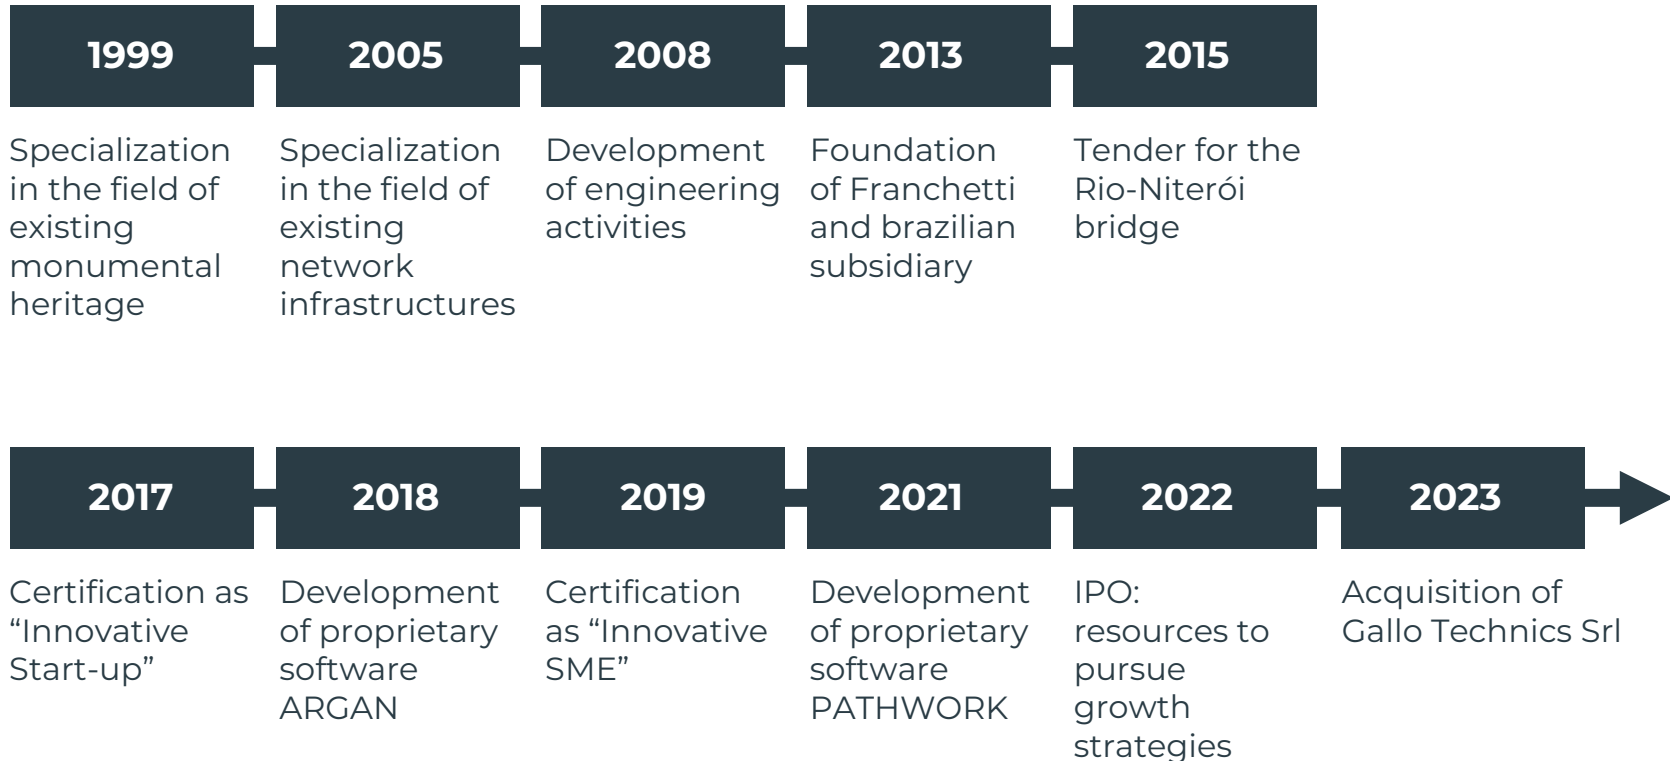 1999
2005
2008
2013
2015
Specialization
in the field of
existing
monumental
heritage
Specialization
in the field of
existing
network
infrastructures
Development
of engineering
activities
Foundation
of Franchetti
and brazilian
subsidiary
Tender for the
Rio-Niterói
bridge
2017
2018
2019
2021
2022
2023
Certification as
“Innovative
Start-up”
Development
of proprietary
software
ARGAN
Certification
as “Innovative
SME”
Development
of proprietary
software
PATHWORK
IPO:
resources to
pursue
growth
strategies
Acquisition of
Gallo Technics Srl